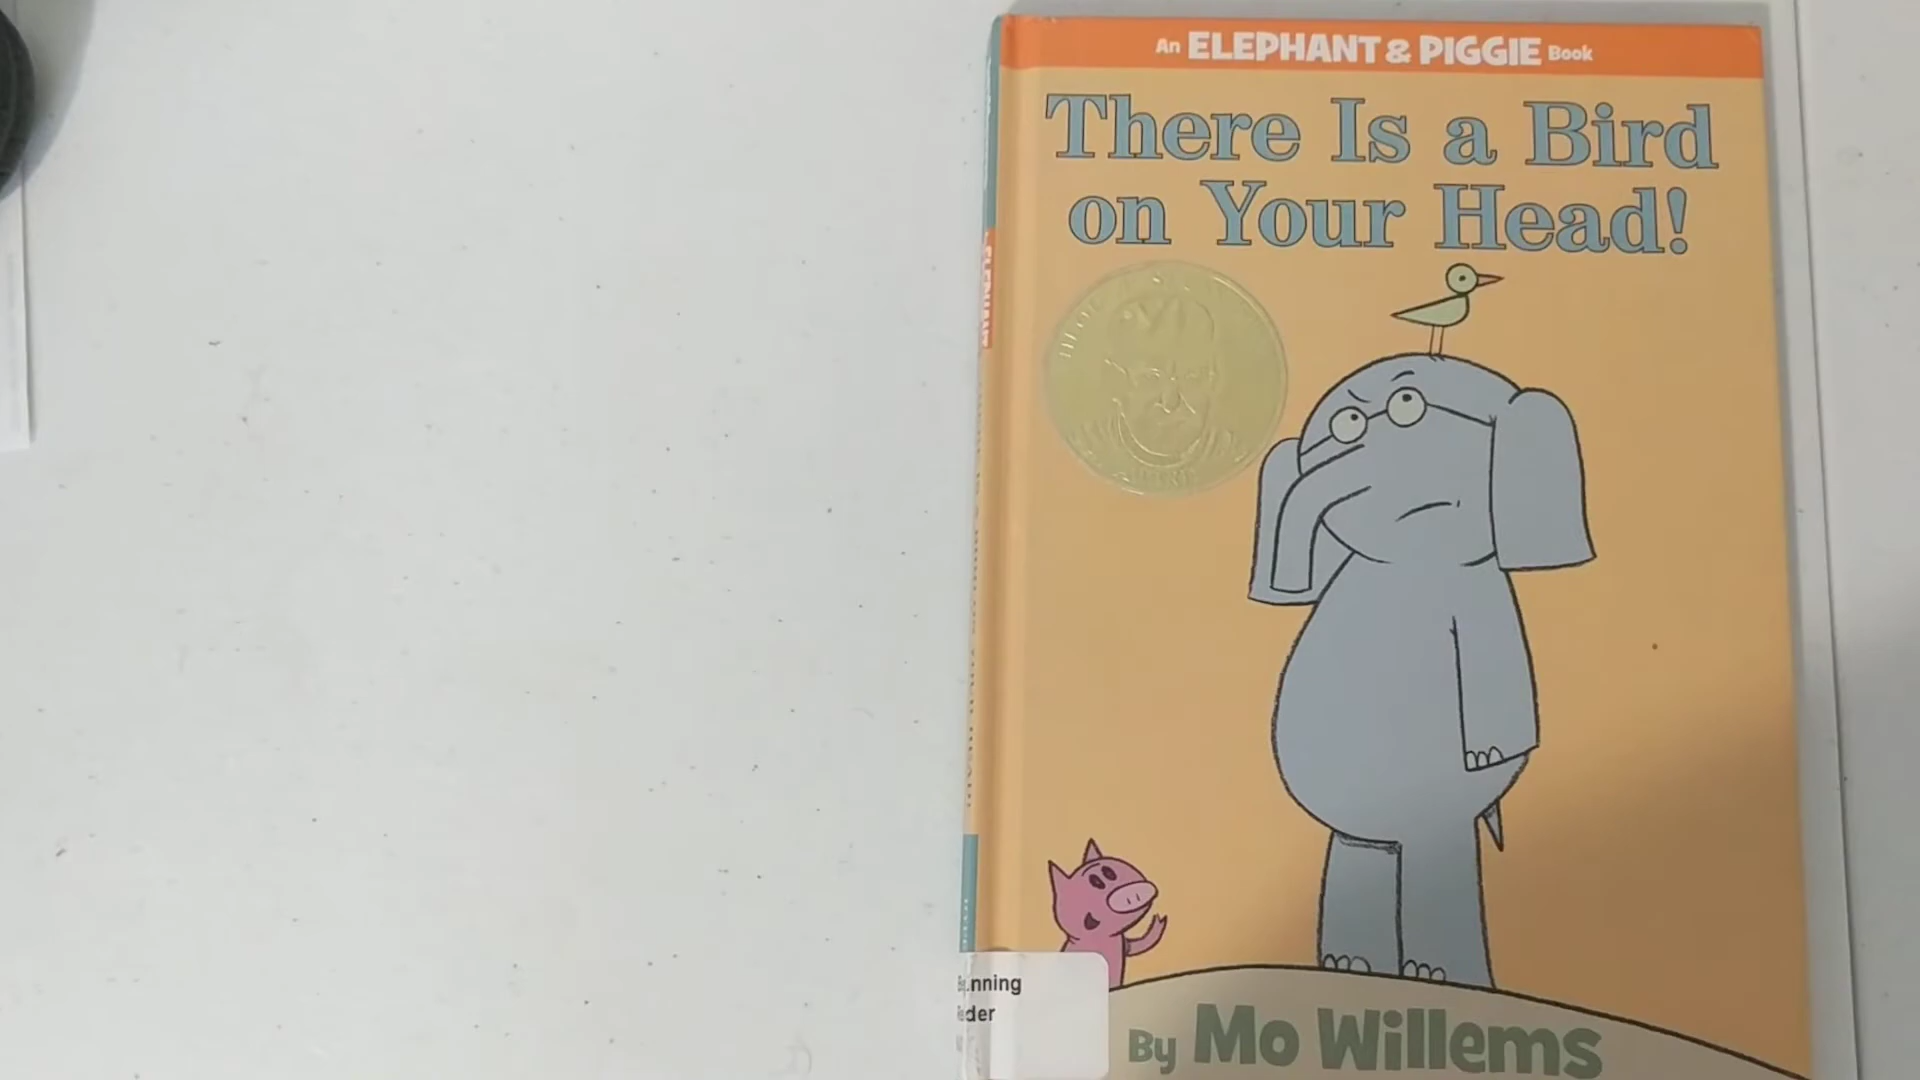 An ELEPHANT & PIGGIE Book
There Is a Bird
on Your Head!
By Mo Willems